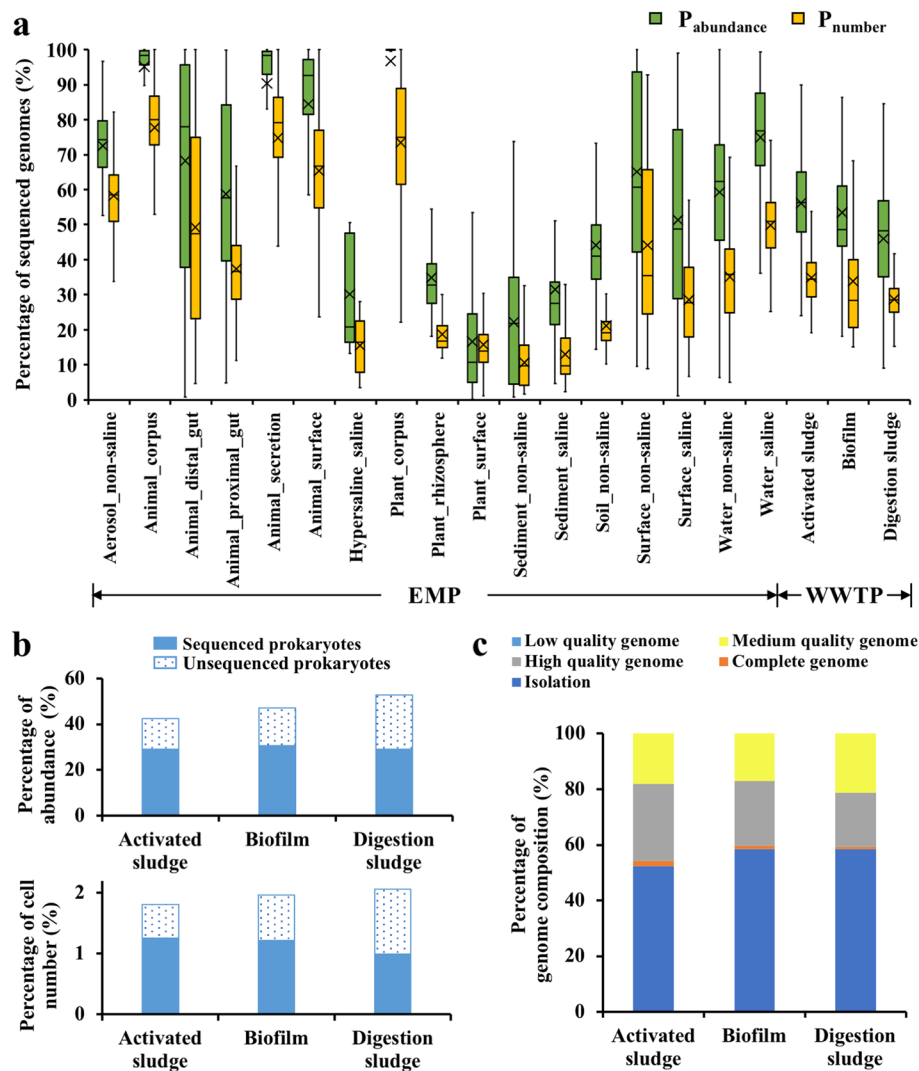 a
P_abundance P_number
Percentage of sequenced genomes (%)
100
90
80
70
60
50
40
30
20
10
0
Aerosol_non-saline
Animal_corpus
Animal_distal_gut
Animal_proximal_gut
Animal_secretion
Animal_surface
Hypersaline_saline
Plant_corpus
Plant_rhizosphere
Plant_surface
Sediment_non-saline
Sediment_saline
Soil_non-saline
Surface_non-saline
Surface_saline
Water_non-saline
Water_saline
Activated sludge
Biofilm
Digestion sludge
EMP WWTP
b
Sequenced prokaryotes
Unsequenced prokaryotes
Percentage of
abundance (%)
60
40
20
0
Activated
sludge
Biofilm
Digestion
sludge
Percentage of cell
number (%)
2
1
0
Activated
sludge
Biofilm
Digestion
sludge
c
Low quality genome Medium quality genome
High quality genome Complete genome
Isolation
Percentage of
genome composition (%)
100
80
60
40
20
0
Activated
sludge
Biofilm
Digestion
sludge